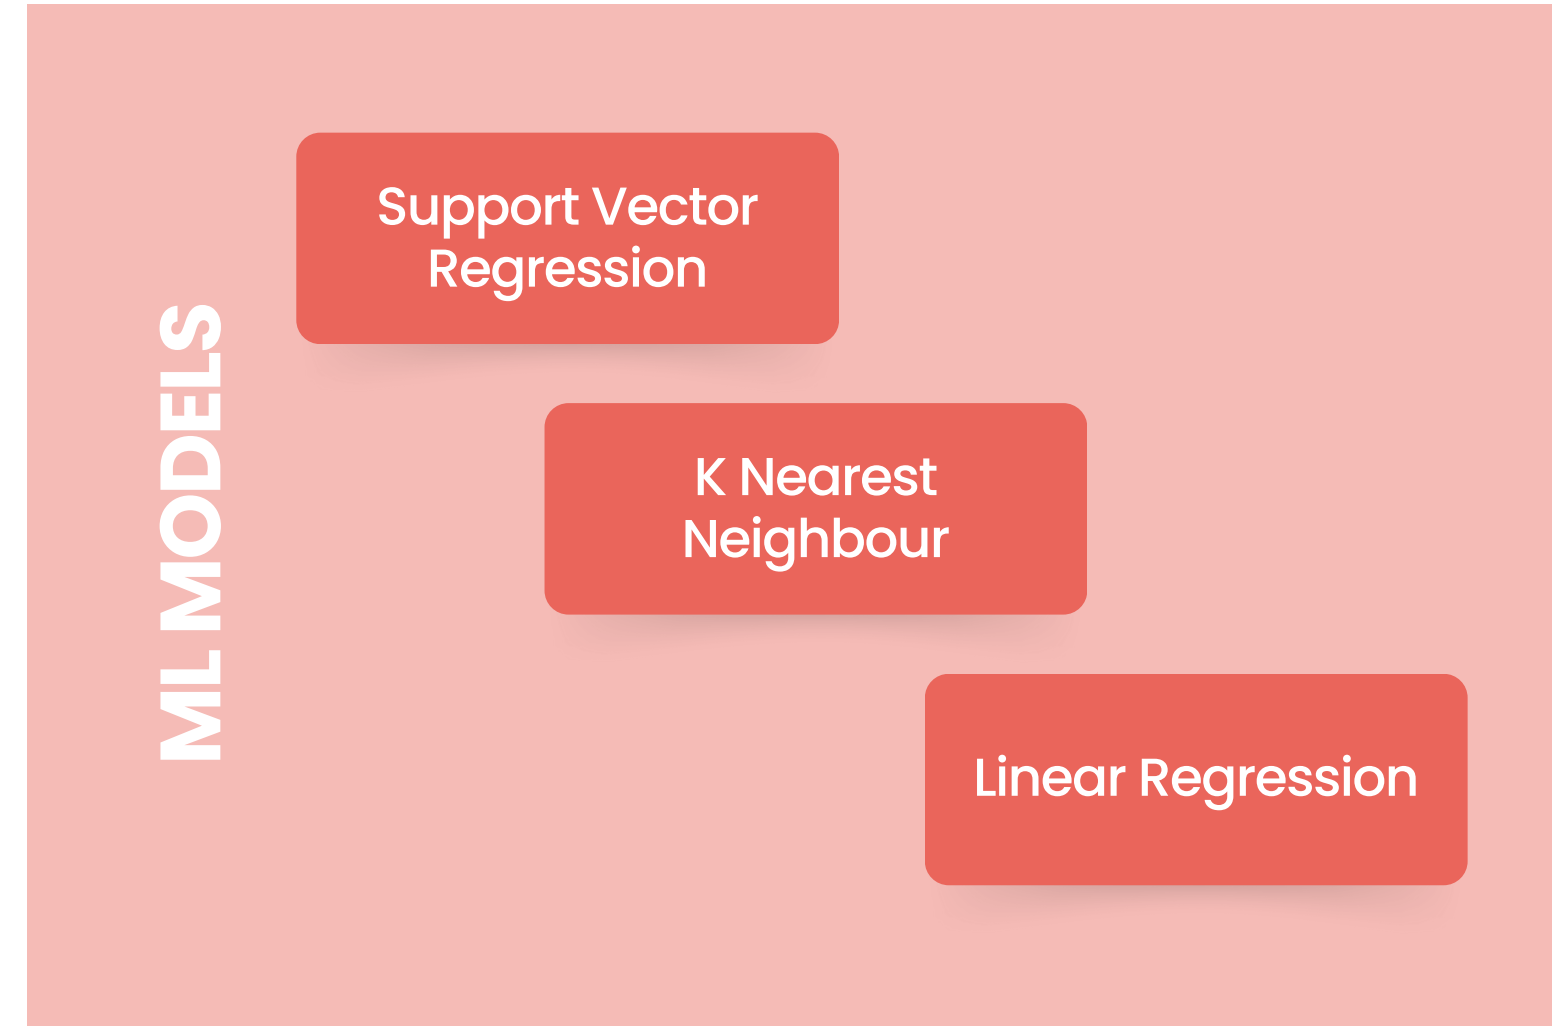 ML MODELS
Support Vector
Regression
K Nearest
Neighbour
Linear Regression